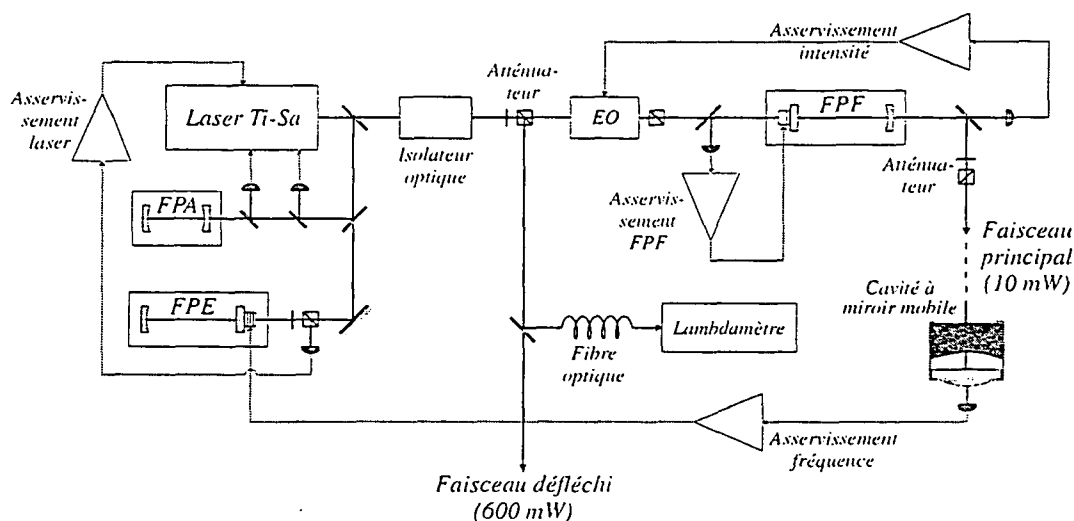 Asservissement
intensité
Atténua-
teur
Asservis-
sement
laser
Laser Ti-Sa
Isolateur
optique
EO
FPF
Atténua-
teur
FPA
Asservis-
sement
FPF
Faisceau
principal
(10 mW)
Cavité à
miroir mobile
FPE
Lambdamètre
Fibre
optique
Asservissement
fréquence
Faisceau défléchi
(600 mW)